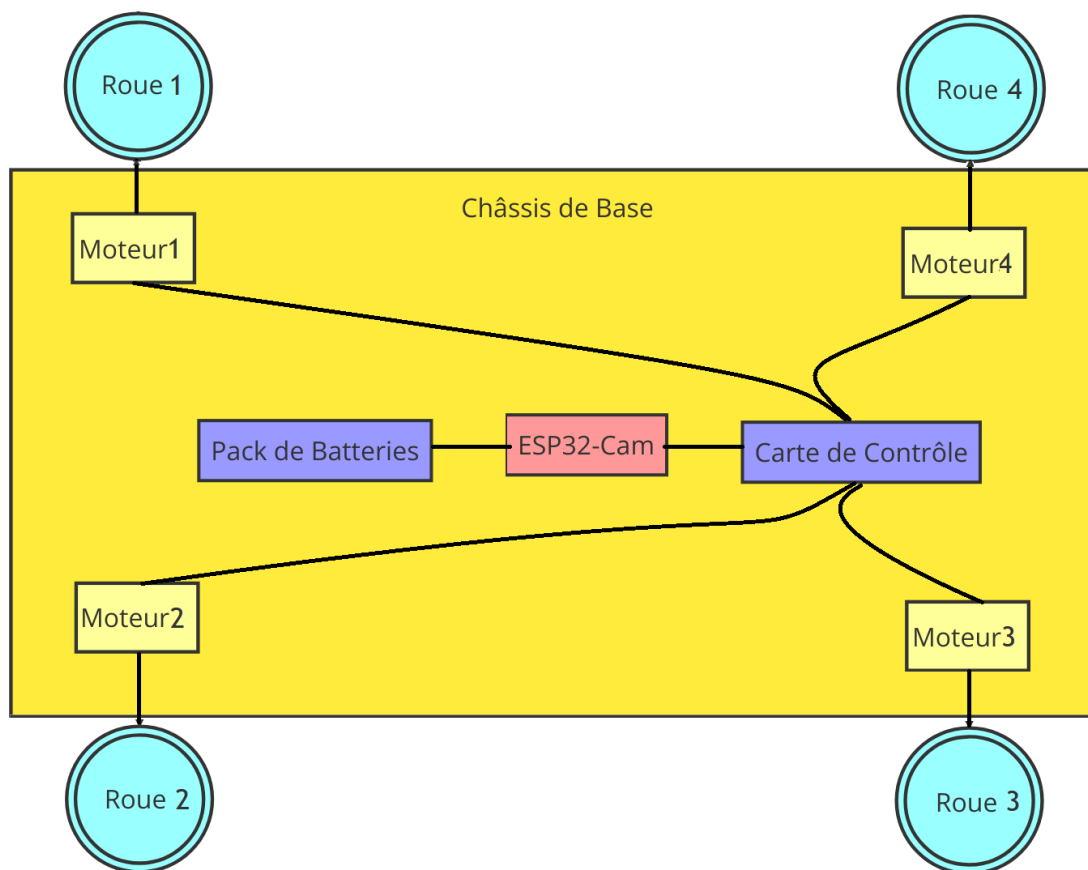 Roue 1
Roue 4
Châssis de Base
Moteur1
Moteur4
Pack de Batteries
ESP32-Cam
Carte de Contrôle
Moteur2
Moteur3
Roue 2
Roue 3